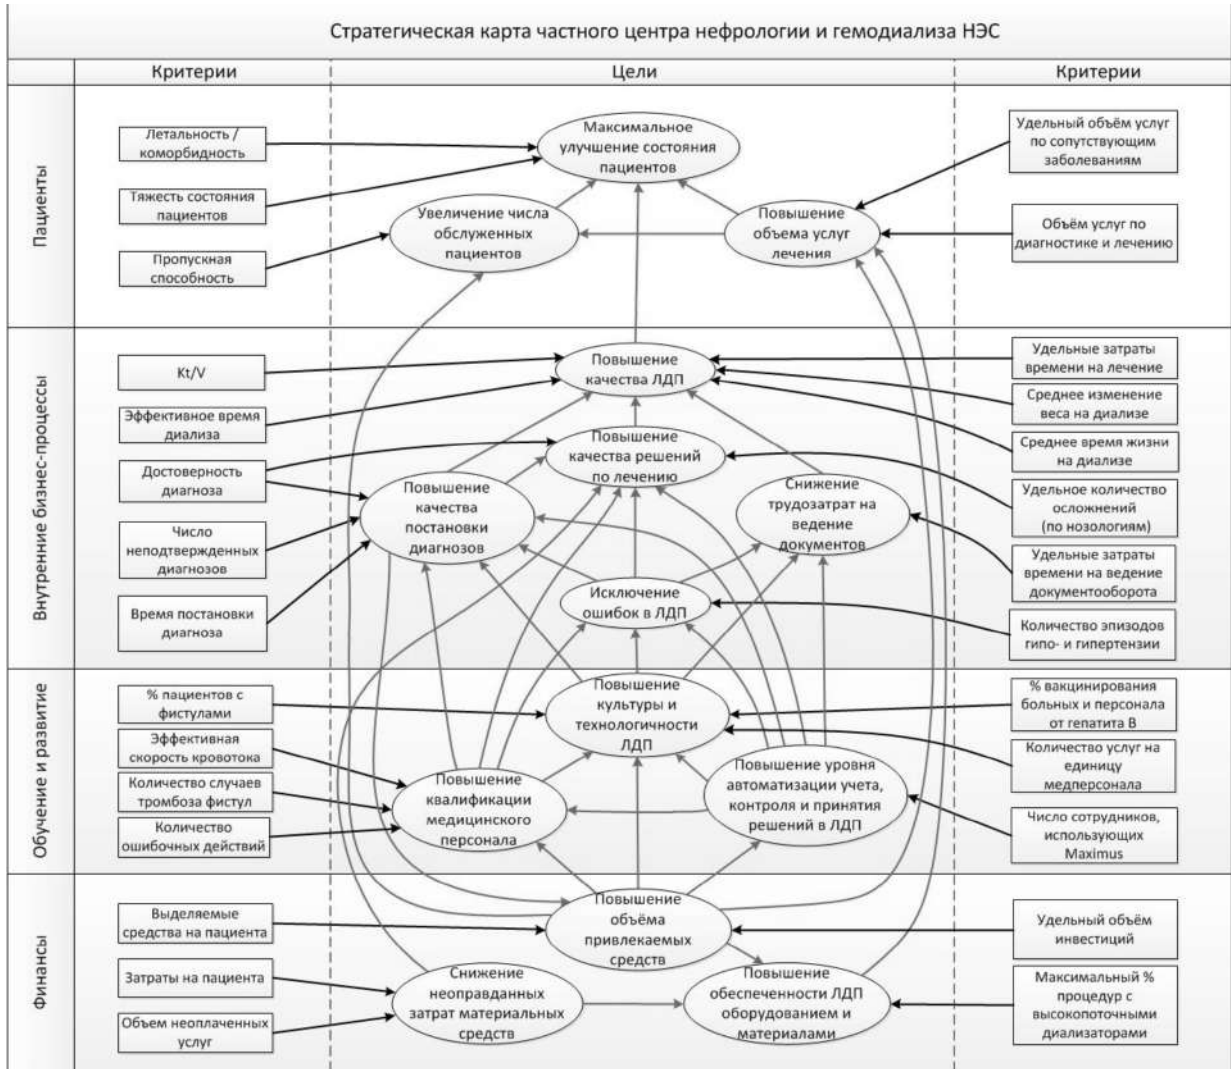 Стратегическая карта частного центра нефрологии и гемодиализа НЭС
Критерии
Цели
Критерии
Пациенты
Летальность /
коморбидность
Тяжесть состояния
пациентов
Пропускная
способность
Максимальное
улучшение состояния
пациентов
Увеличение числа
обслуженных
пациентов
Повышение
объема услуг
лечения
Удельный объём услуг
по сопутствующим
заболеваниям
Объём услуг по
диагностике и лечению
Внутренние бизнес-процессы
Kt/V
Эффективное время
диализа
Достоверность
диагноза
Число
неподтвержденных
диагнозов
Время постановки
диагноза
Повышение
качества ЛДП
Повышение
качества решений
по лечению
Повышение
качества
постановки
диагнозов
Снижение
трудозатрат на
ведение
документов
Исключение
ошибок в ЛДП
Удельные затраты
времени на лечение
Среднее изменение
веса на диализе
Среднее время жизни
на диализе
Удельное количество
осложнений
(по нозологиям)
Удельные затраты
времени на ведение
документооборота
Количество эпизодов
гипо- и гипертензии
Обучение и развитие
% пациентов с
фистулами
Эффективная
скорость кровотока
Количество случаев
тромбоза фистул
Количество
ошибочных действий
Повышение
культуры и
технологичности
ЛДП
Повышение
квалификации
медицинского
персонала
Повышение уровня
автоматизации учета,
контроля и принятия
решений в ЛДП
% вакцинирования
больных и персонала
от гепатита В
Количество услуг на
единицу
медперсонала
Число сотрудников,
использующих
Maximus
Финансы
Выделяемые
средства на пациента
Затраты на пациента
Объем неоплаченных
услуг
Повышение
объёма
привлекаемых
средств
Снижение
неоправданных
затрат материальных
средств
Повышение
обеспеченности ЛДП
оборудованием и
материалами
Удельный объём
инвестиций
Максимальный %
процедур с
высокопоточными
диализаторами